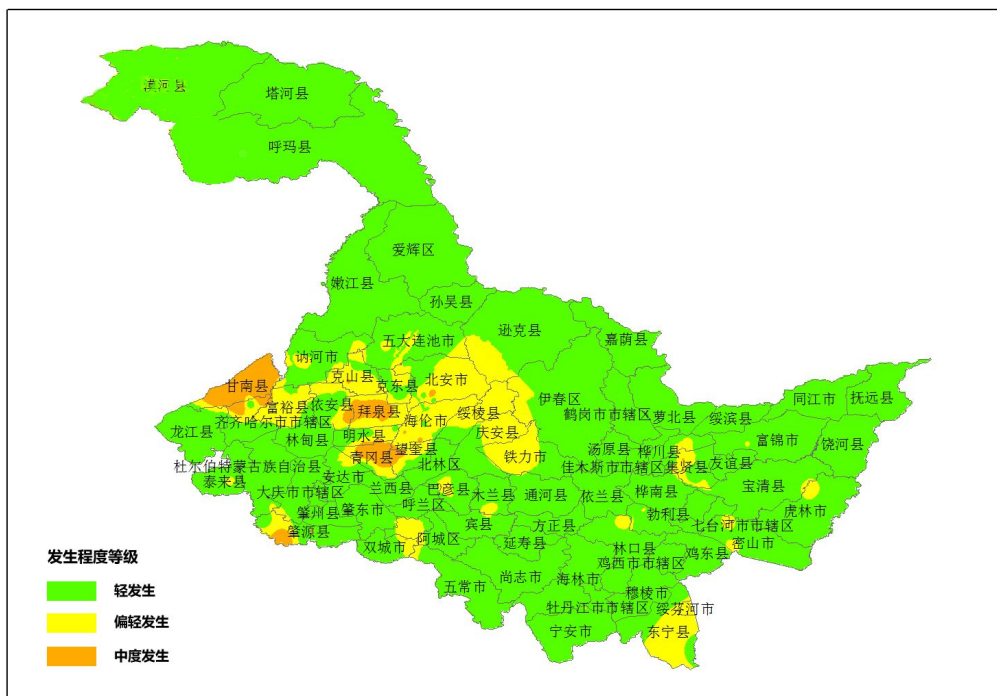 漠河县
塔河县
呼玛县
爱辉区
嫩江县
孙吴县
逊克县
嘉荫县
五大连池市
讷河市
克山县
克东县
北安市
甘南县
伊春区
同江市
抚远县
富裕县
依安县
拜泉县
绥棱县
鹤岗市市辖区
萝北县
绥滨县
齐齐哈尔市市辖区
海伦市
龙江县
林甸县
明水县
庆安县
富锦市
饶河县
望奎县
汤原县
桦川县
青冈县
北林区
铁力市
佳木斯市市辖区
集贤县
友谊县
杜尔伯特蒙古族自治县
泰来县
安达市
兰西县
巴彦县
木兰县
通河县
依兰县
桦南县
宝清县
大庆市市辖区
肇州县
肇东市
呼兰区
宾县
方正县
勃利县
虎林市
七台河市市辖区
肇源县
双城市
阿城区
延寿县
林口县
鸡东县
密山市
鸡西市市辖区
五常市
尚志市
海林市
穆棱市
牡丹江市市辖区
绥芬河市
宁安市
东宁县
发生程度等级
轻发生
偏轻发生
中度发生